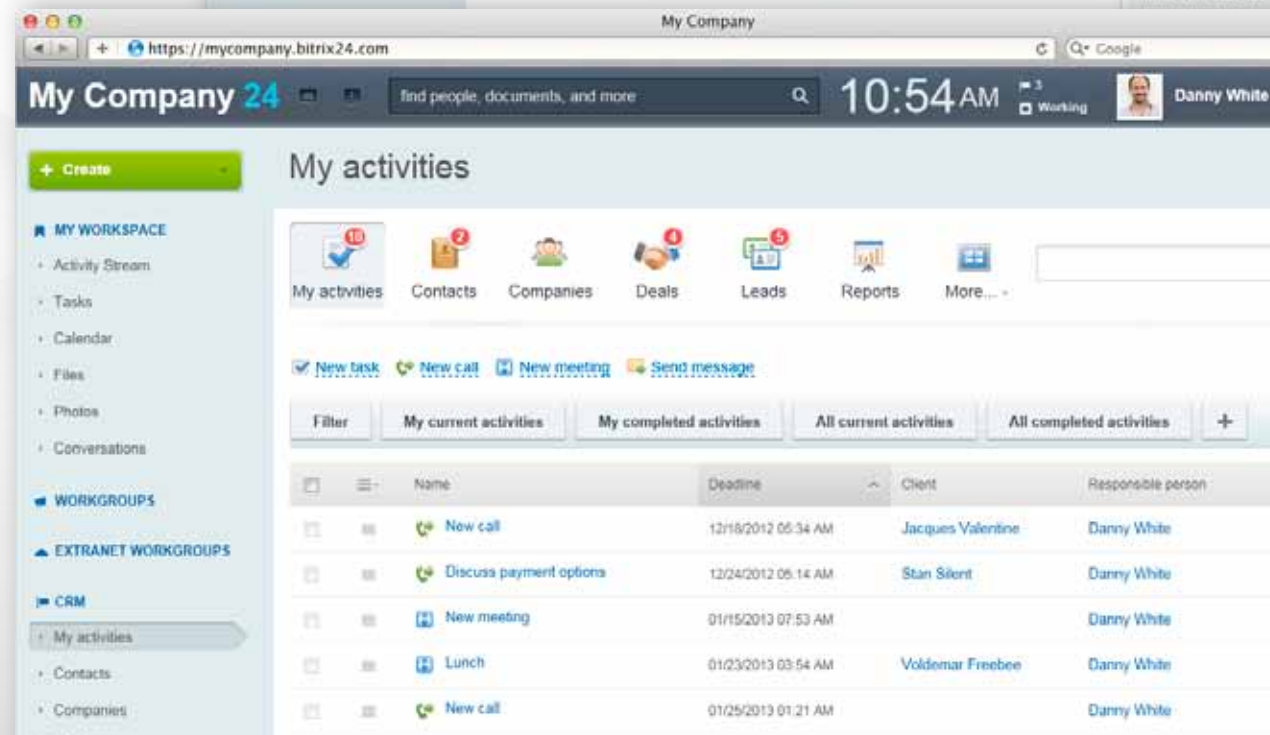 My Company
https://mycompany.bitrix24.com
Google
My Company 24
find people, documents, and more
10:54 AM
3
Working
Danny White
+ Create
My activities
MY WORKSPACE
Activity Stream
Tasks
Calendar
Files
Photos
Conversations
WORKGROUPS
EXTRANET WORKGROUPS
CRM
My activities
Contacts
Companies
10
2
4
5
My activities Contacts Companies Deals Leads Reports More...
New task New call New meeting Send message
Filter My current activities My completed activities All current activities All completed activities +
Name Deadline Client Responsible person
New call 12/18/2012 05:34 AM Jacques Valentine Danny White
Discuss payment options 12/24/2012 05:14 AM Stan Silent Danny White
New meeting 01/15/2013 07:53 AM Danny White
Lunch 01/23/2013 03:54 AM Voldemar Freebee Danny White
New call 01/25/2013 01:21 AM Danny White